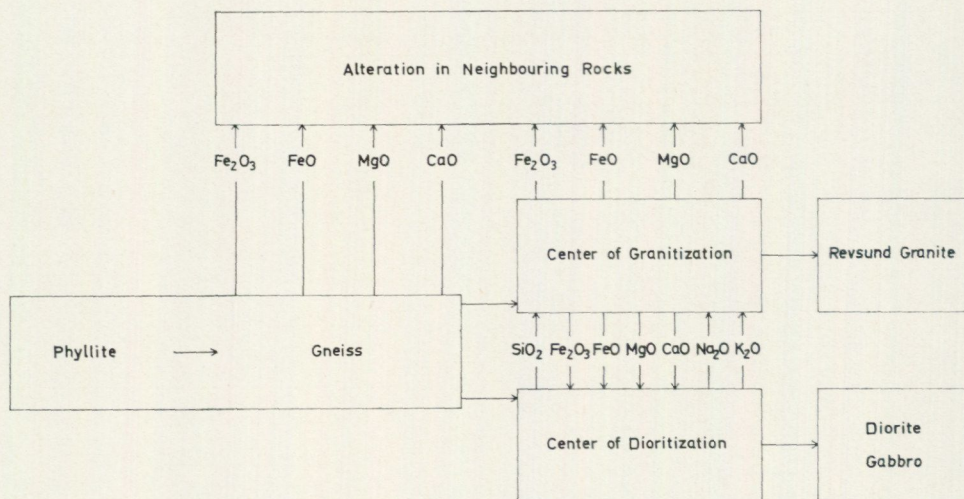 Alteration in Neighbouring Rocks
Fe₂O₃ FeO MgO CaO Fe₂O₃ FeO MgO CaO
Center of Granitization Revsund Granite
Phyllite Gneiss
SiO₂ Fe₂O₃ FeO MgO CaO Na₂O K₂O
Center of Dioritization
Diorite
Gabbro